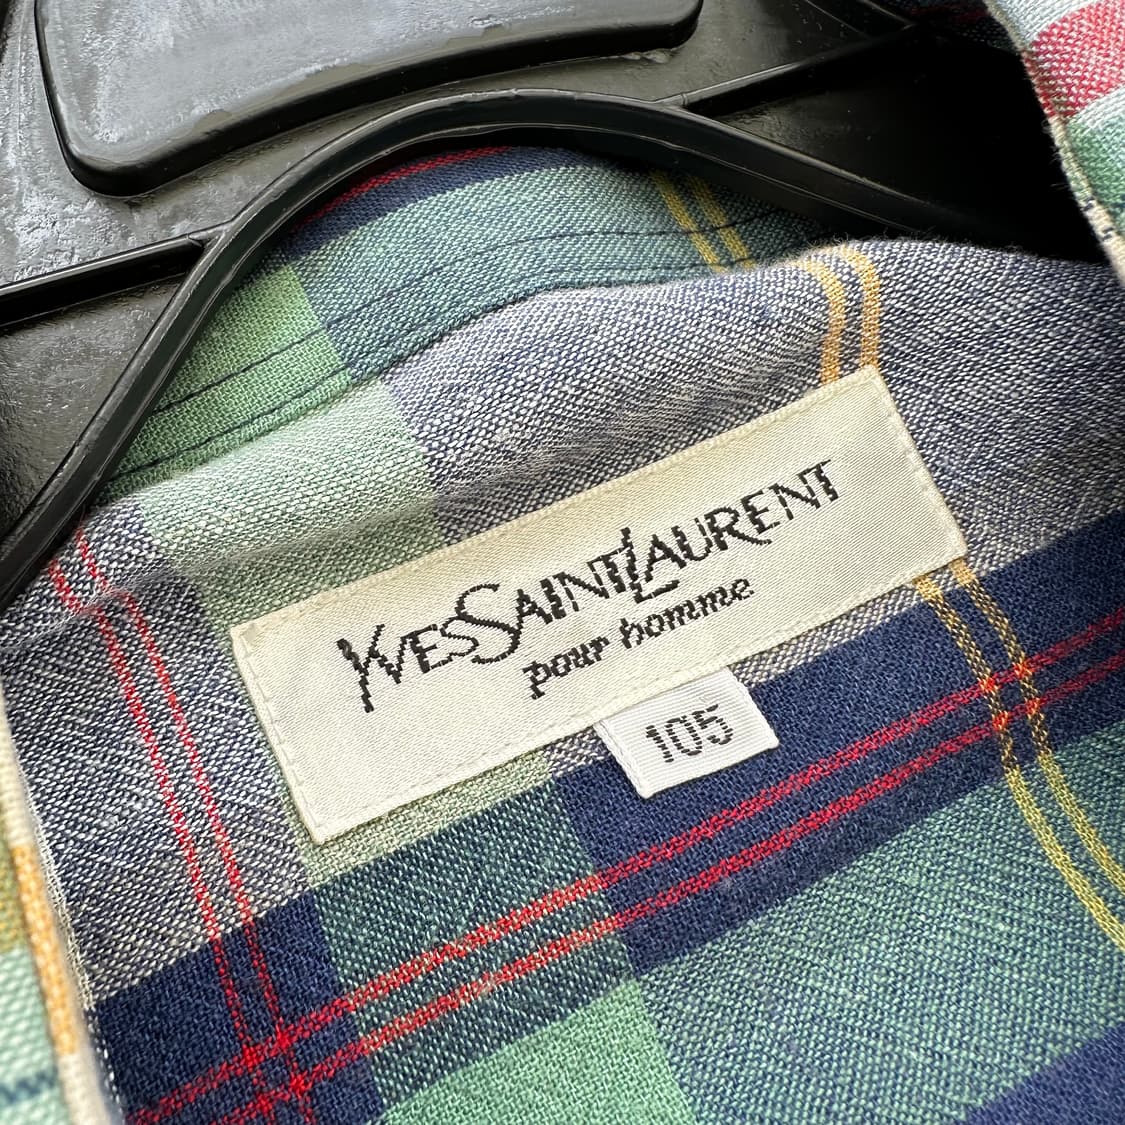 YVES SAINT LAURENT
pour homme
105